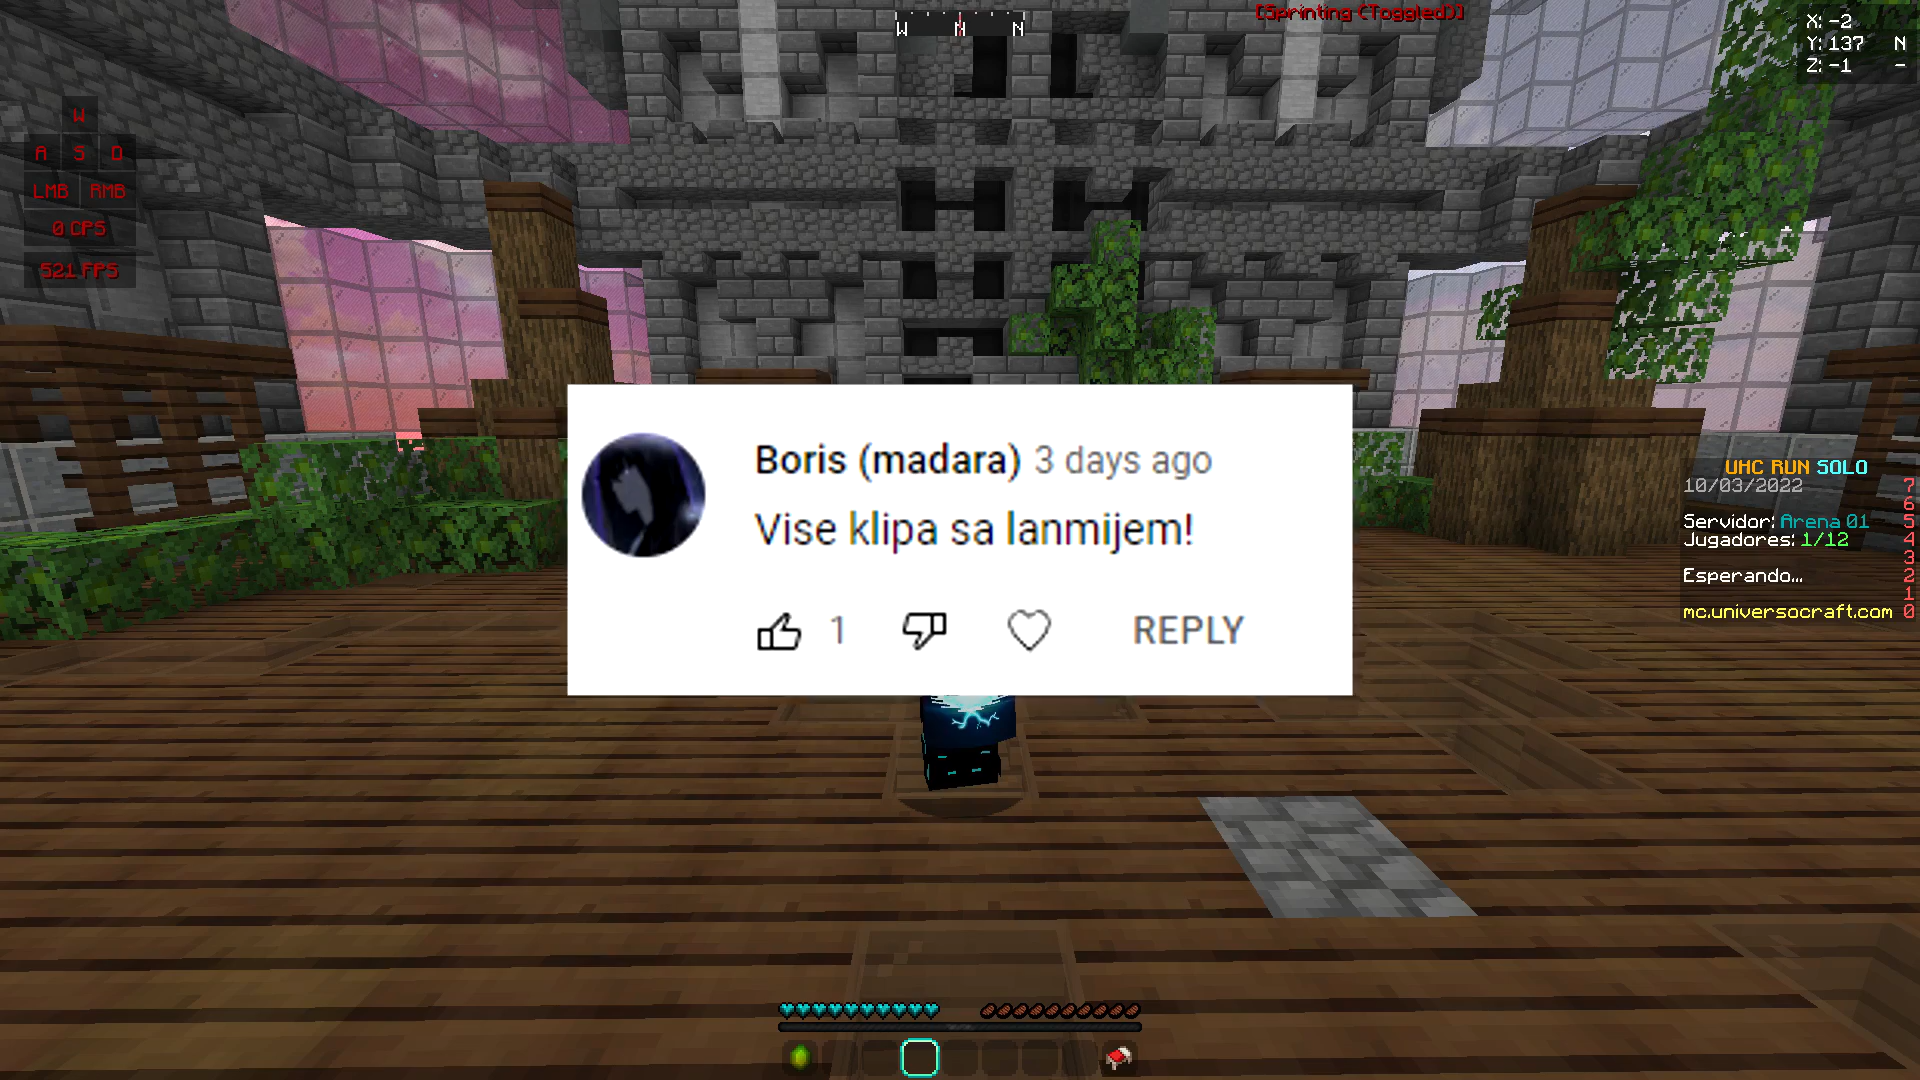 W N N
[Sprinting (Toggled)]
X: -2
Y: 137 N
Z: -1 -
W
A S D
LMB RMB
0 CPS
521 FPS
Boris (madara) 3 days ago
Vise klipa sa lanmijem!
1 REPLY
UHC RUN SOLO
10/03/2022 7
6
Servidor: Arena 01 5
Jugadores: 1/12 4
3
Esperando... 2
1
mc.universocraft.com 0